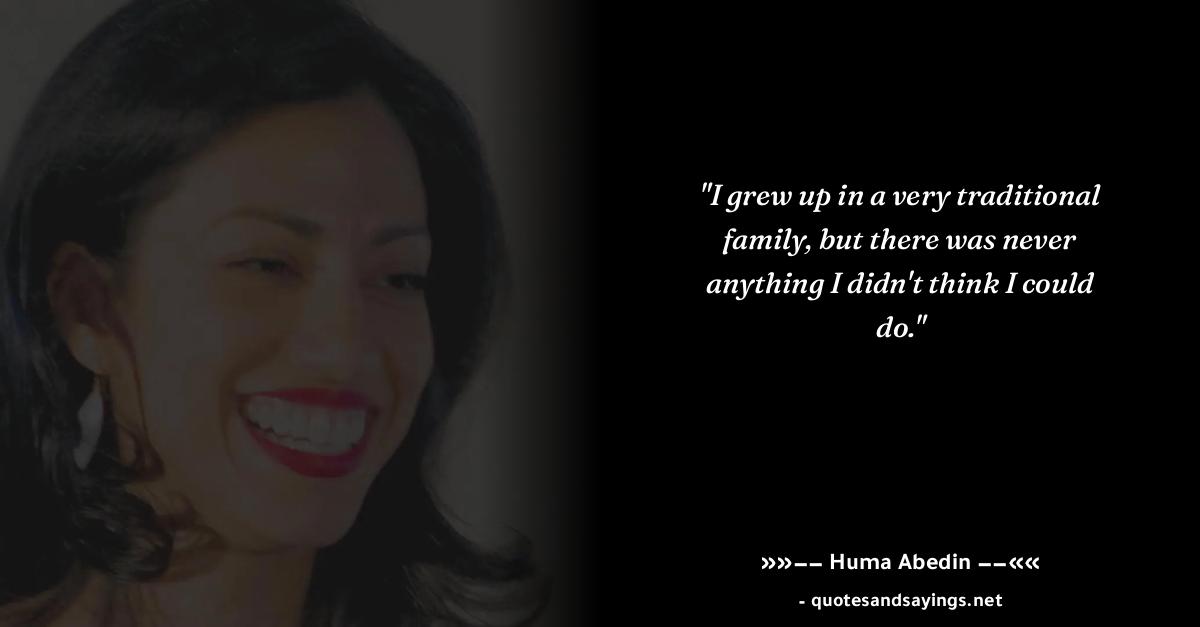 "I grew up in a very traditional
family, but there was never
anything I didn't think I could
do."
»»−− Huma Abedin −−««
- quotesandsayings.net